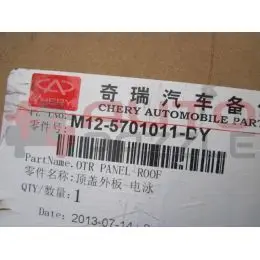 CHERY
奇瑞汽车备
CHERY AUTOMOBILE PART
零件号: M12-5701011-DY
PartName: OTR PANEL-ROOF
零件名称:顶盖外板-电泳
QTY/数量:1
Date: 2013-07-14